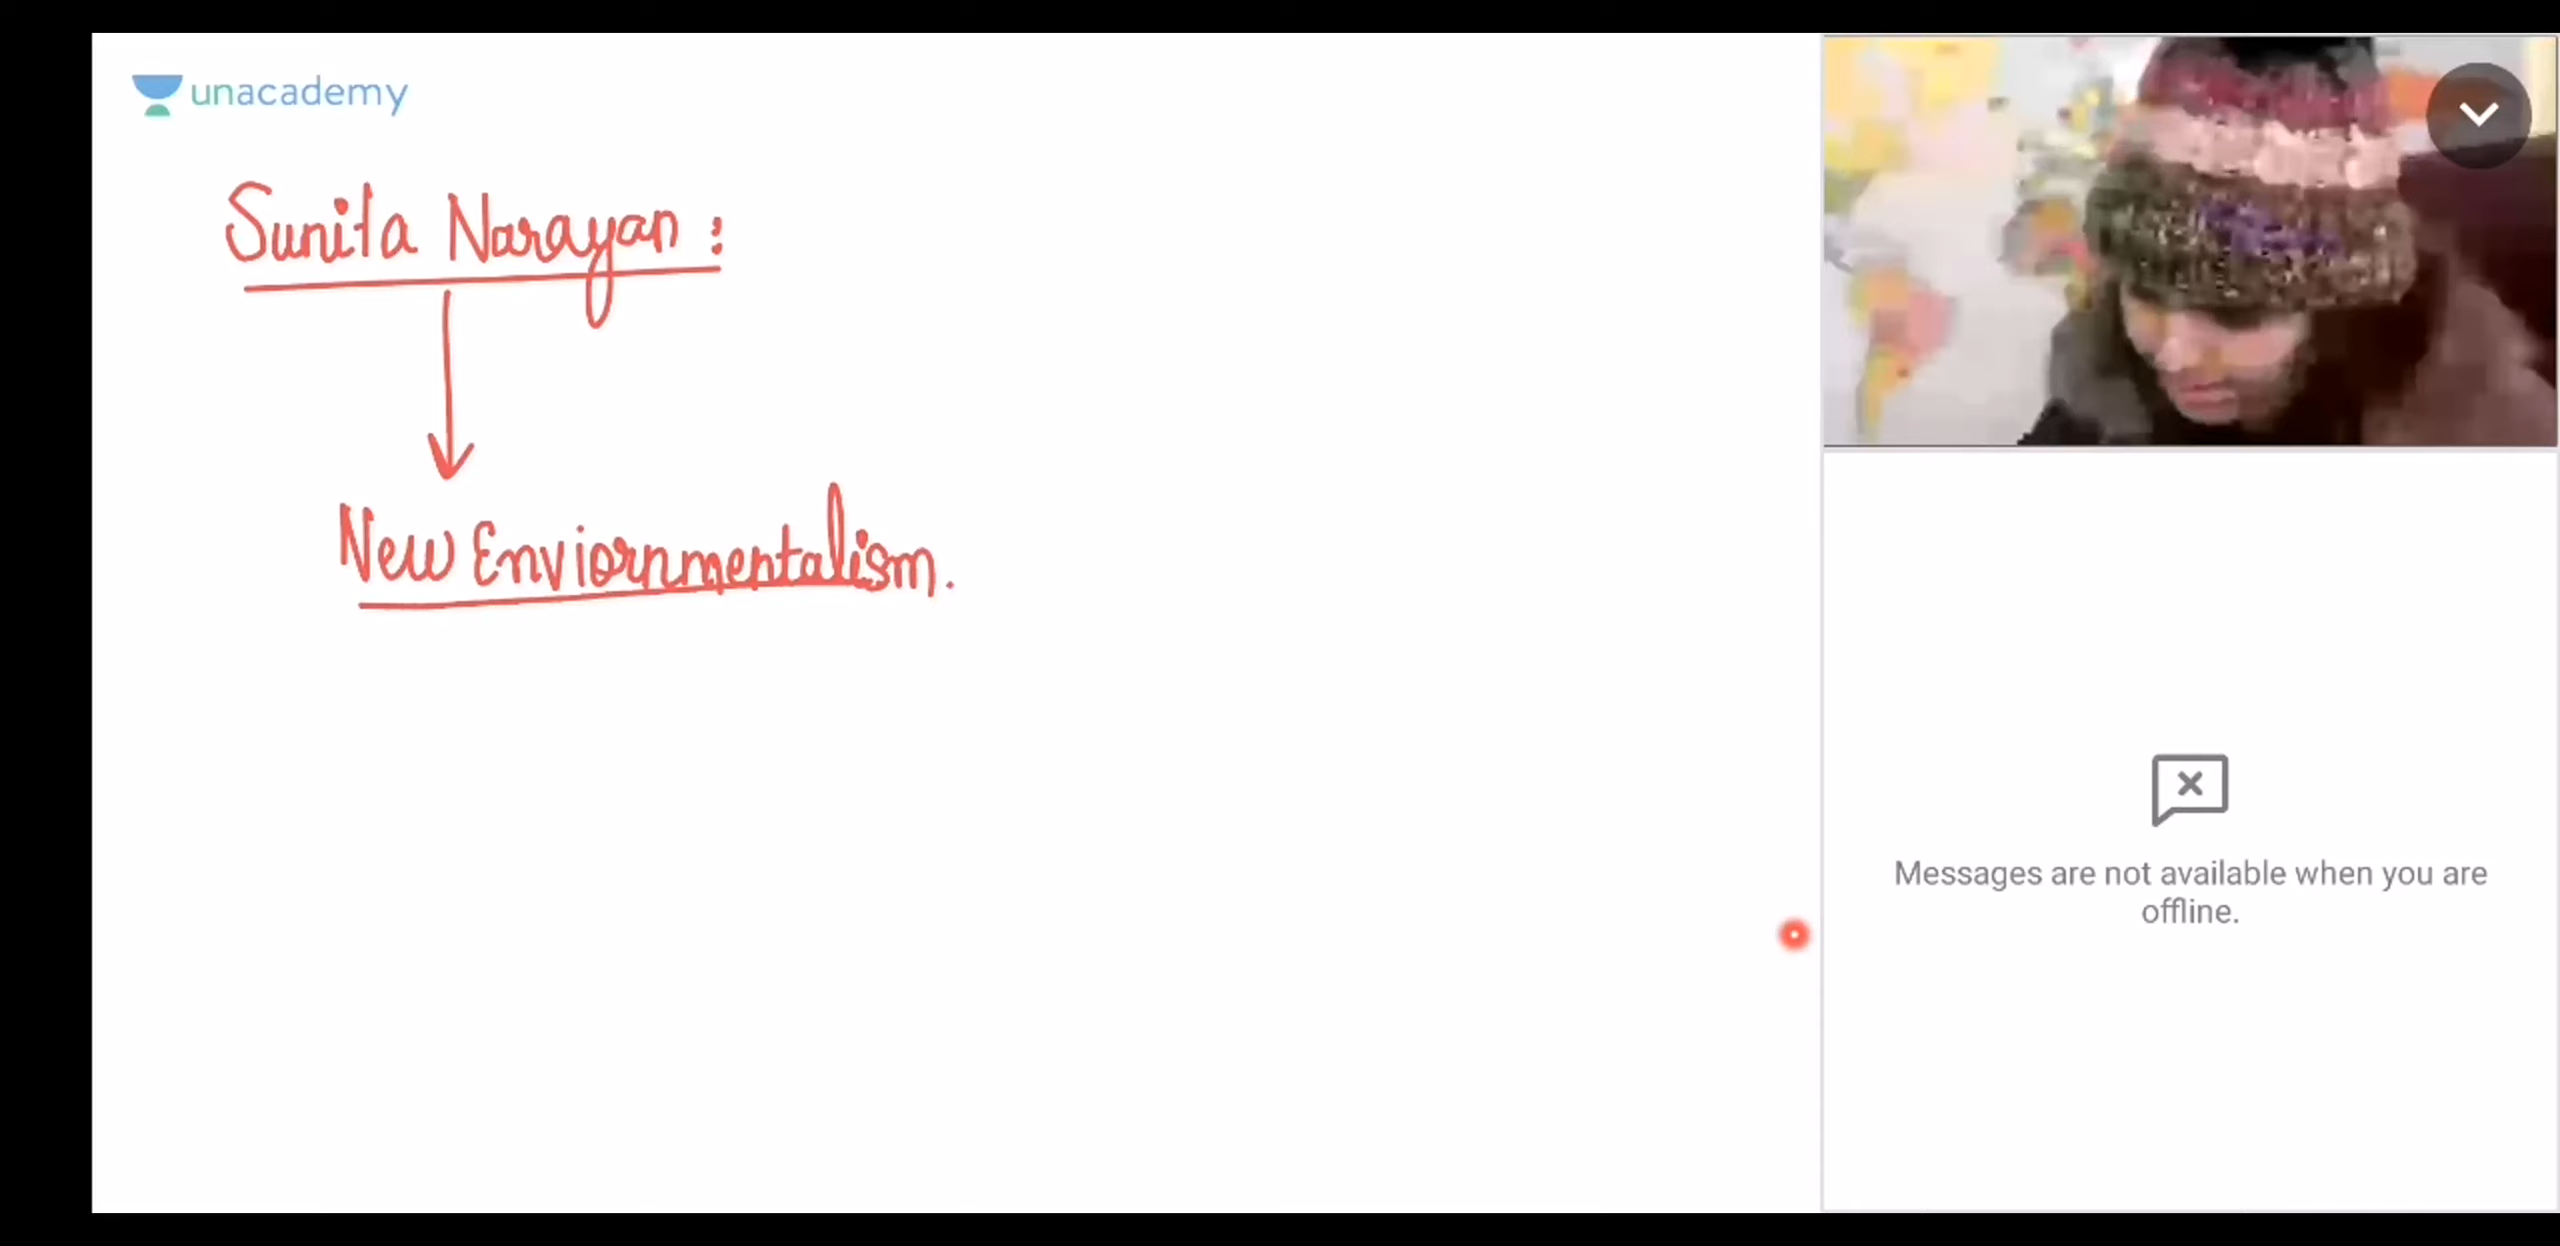 unacademy
Sunita Narayan :
New Enviornmentalism.
Messages are not available when you are
offline.